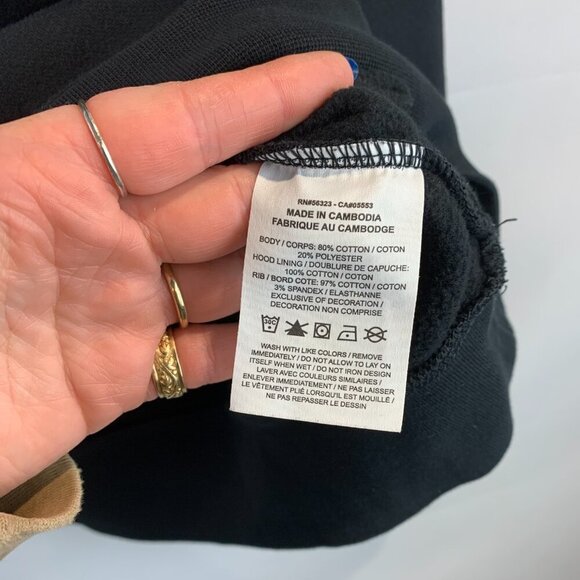 RN#56323 - CA#05553
MADE IN CAMBODIA
FABRIQUE AU CAMBODGE
BODY / CORPS: 80% COTTON / COTON
20% POLYESTER
HOOD LINING / DOUBLURE DE CAPUCHE:
100% COTTON / COTON
RIB / BORD COTE: 97% COTTON / COTON
3% SPANDEX / ELASTHANNE
EXCLUSIVE OF DECORATION /
DECORATION NON COMPRISE
30C
WASH WITH LIKE COLORS / REMOVE
IMMEDIATELY / DO NOT ALLOW TO LAY ON
ITSELF WHEN WET / DO NOT IRON DESIGN
LAVER AVEC COULEURS SIMILAIRES /
ENLEVER IMMEDIATEMENT / NE PAS LAISSER
LE VÊTEMENT PLIÉ LORSQU'IL EST MOUILLÉ /
NE PAS REPASSER LE DESSIN